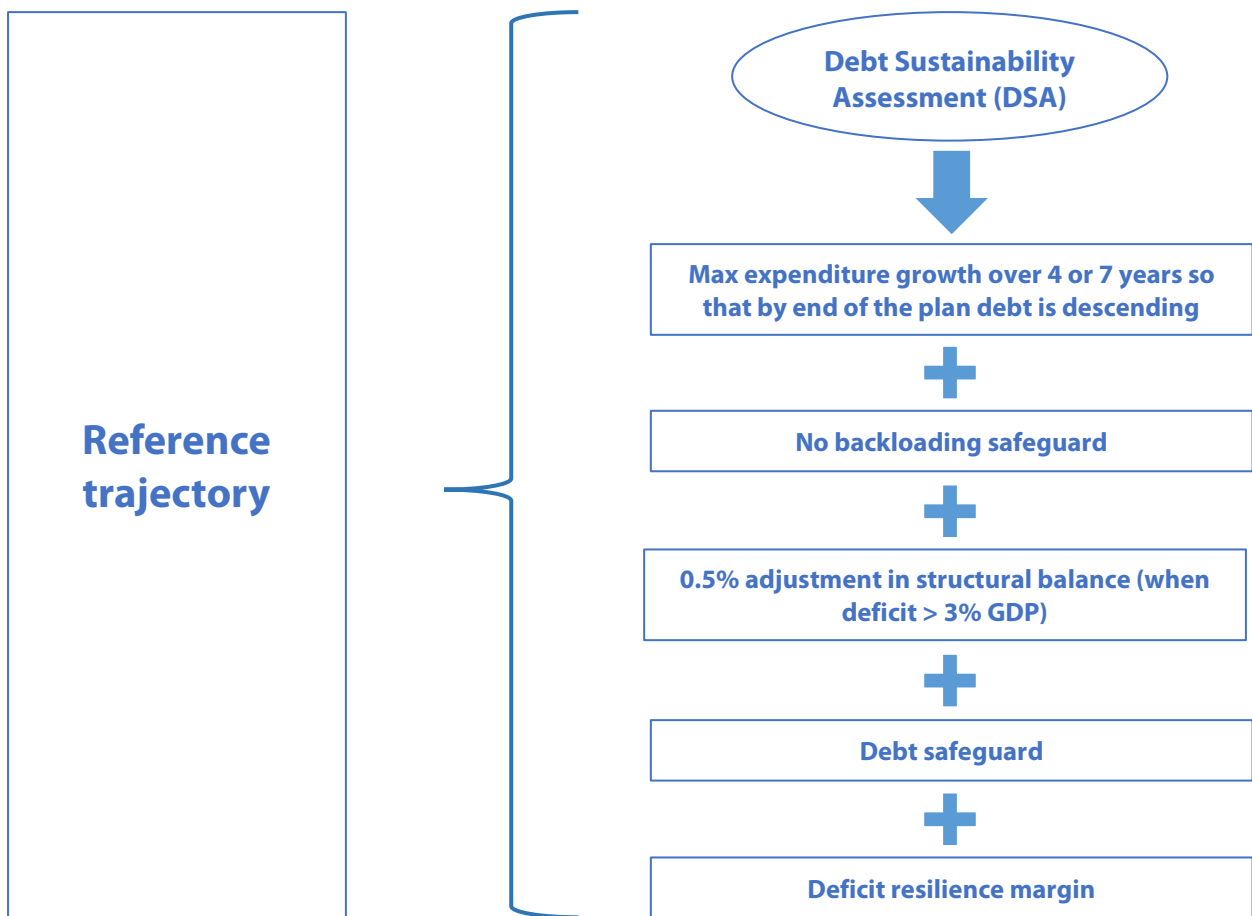 Reference
trajectory
Debt Sustainability
Assessment (DSA)
Max expenditure growth over 4 or 7 years so
that by end of the plan debt is descending
No backloading safeguard
0.5% adjustment in structural balance (when
deficit > 3% GDP)
Debt safeguard
Deficit resilience margin